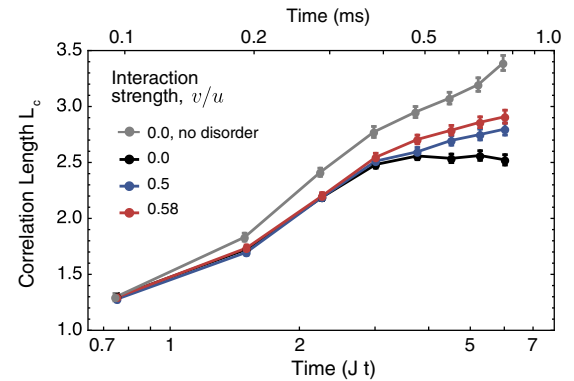 Time (ms)
0.1 0.2 0.5 1.0
3.5
3.0
2.5
2.0
1.5
1.0
Correlation Length L_c
Interaction
strength, v/u
0.0, no disorder
0.0
0.5
0.58
0.7 1 2 5 7
Time (J t)